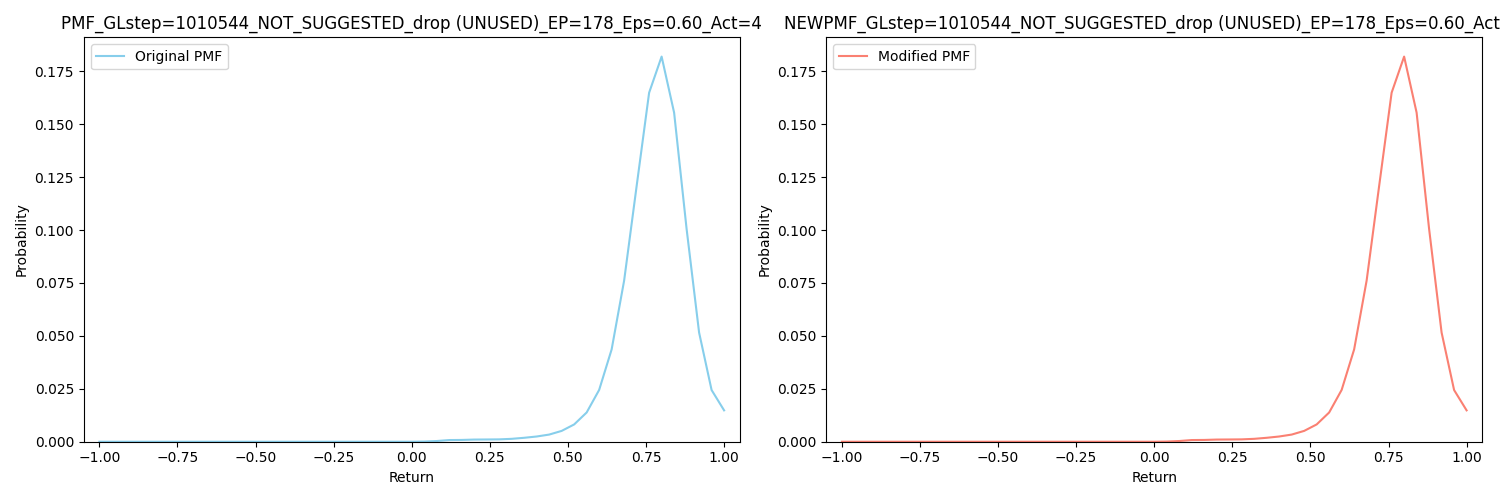 PMF_GLstep=1010544_NOT_SUGGESTED_drop (UNUSED)_EP=178_Eps=0.60_Act=4
Original PMF
Probability
0.175
0.150
0.125
0.100
0.075
0.050
0.025
0.000
−1.00 −0.75 −0.50 −0.25 0.00 0.25 0.50 0.75 1.00
Return
NEWPMF_GLstep=1010544_NOT_SUGGESTED_drop (UNUSED)_EP=178_Eps=0.60_Act
Modified PMF
Probability
0.175
0.150
0.125
0.100
0.075
0.050
0.025
0.000
−1.00 −0.75 −0.50 −0.25 0.00 0.25 0.50 0.75 1.00
Return